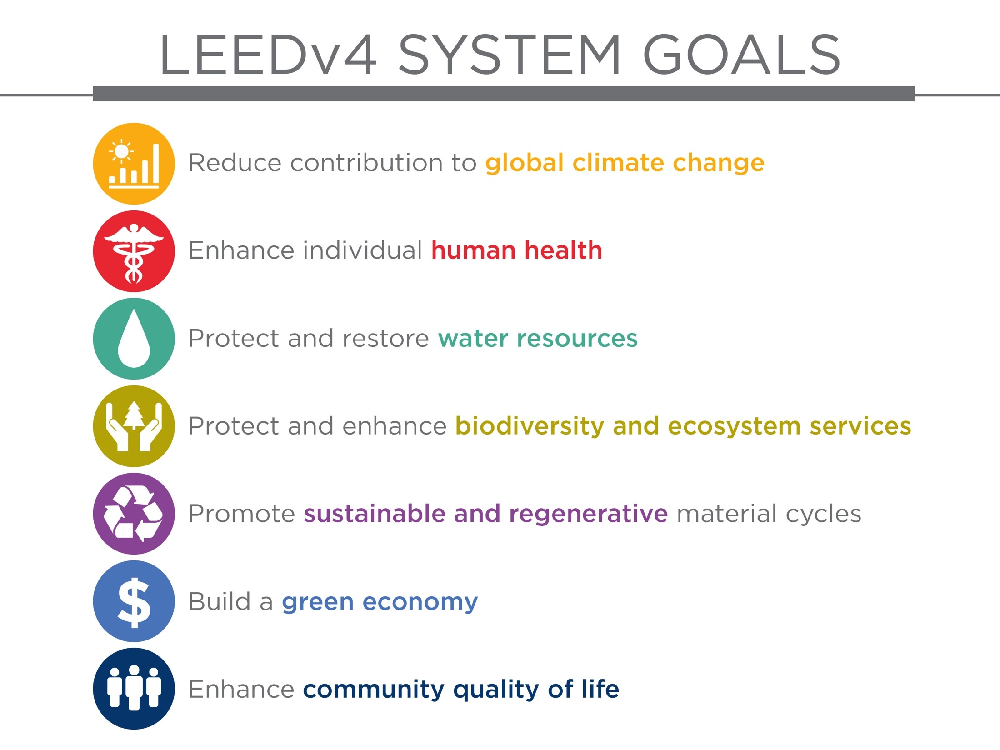 LEEDv4 SYSTEM GOALS
Reduce contribution to global climate change
Enhance individual human health
Protect and restore water resources
Protect and enhance biodiversity and ecosystem services
Promote sustainable and regenerative material cycles
$
Build a green economy
Enhance community quality of life